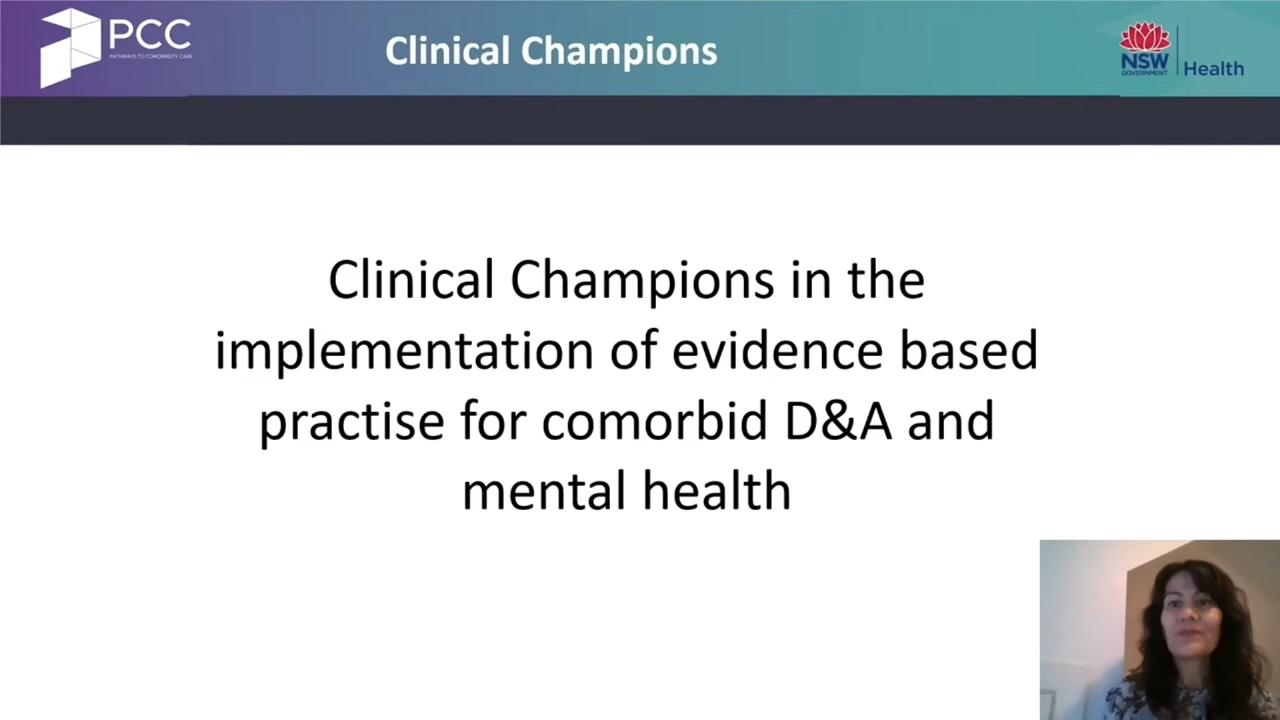 PCC
PATHWAYS TO COMORBIDITY CARE
Clinical Champions
NSW
GOVERNMENT
Health
Clinical Champions in the
implementation of evidence based
practise for comorbid D&A and
mental health